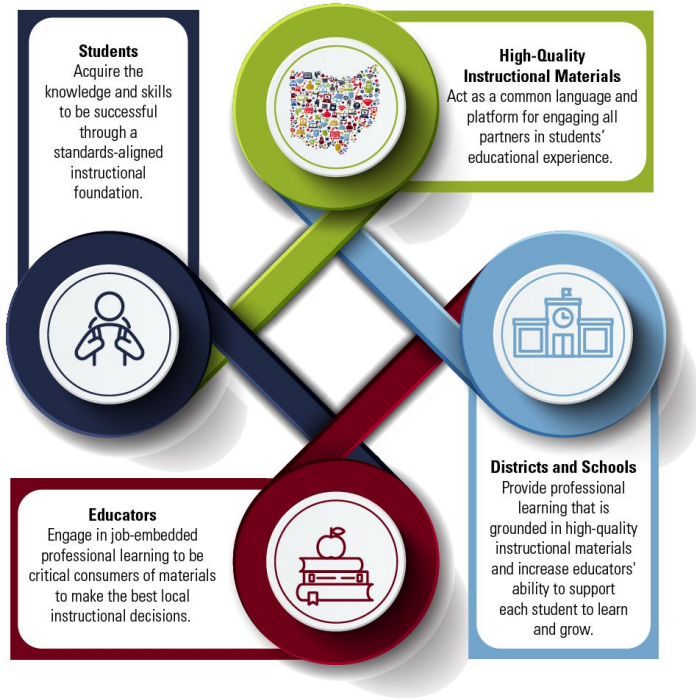 Students
Acquire the
knowledge and skills
to be successful
through a
standards-aligned
instructional
foundation.
High-Quality
Instructional Materials
Act as a common language and
platform for engaging all
partners in students'
educational experience.
Educators
Engage in job-embedded
professional learning to be
critical consumers of materials
to make the best local
instructional decisions.
Districts and Schools
Provide professional
learning that is
grounded in high-quality
instructional materials
and increase educators'
ability to support
each student to learn
and grow.